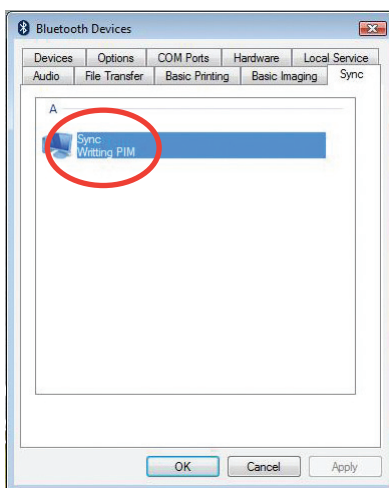 Bluetooth Devices
Devices Options COM Ports Hardware Local Service
Audio File Transfer Basic Printing Basic Imaging Sync
A
Sync
Writting PIM
OK Cancel Apply